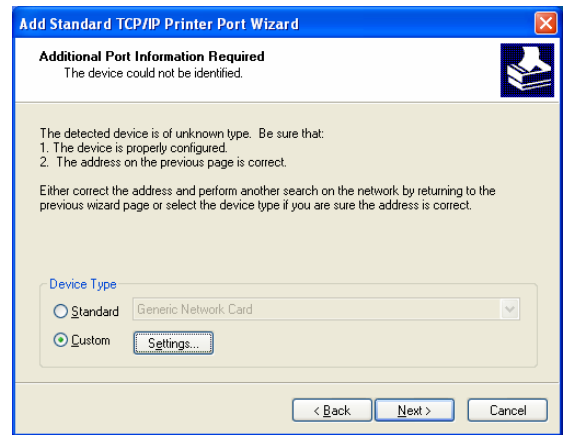 Add Standard TCP/IP Printer Port Wizard
Additional Port Information Required
The device could not be identified.
The detected device is of unknown type. Be sure that:
1. The device is properly configured.
2. The address on the previous page is correct.
Either correct the address and perform another search on the network by returning to the
previous wizard page or select the device type if you are sure the address is correct.
Device Type
Standard
Generic Network Card
Custom
Settings...
< Back
Next >
Cancel